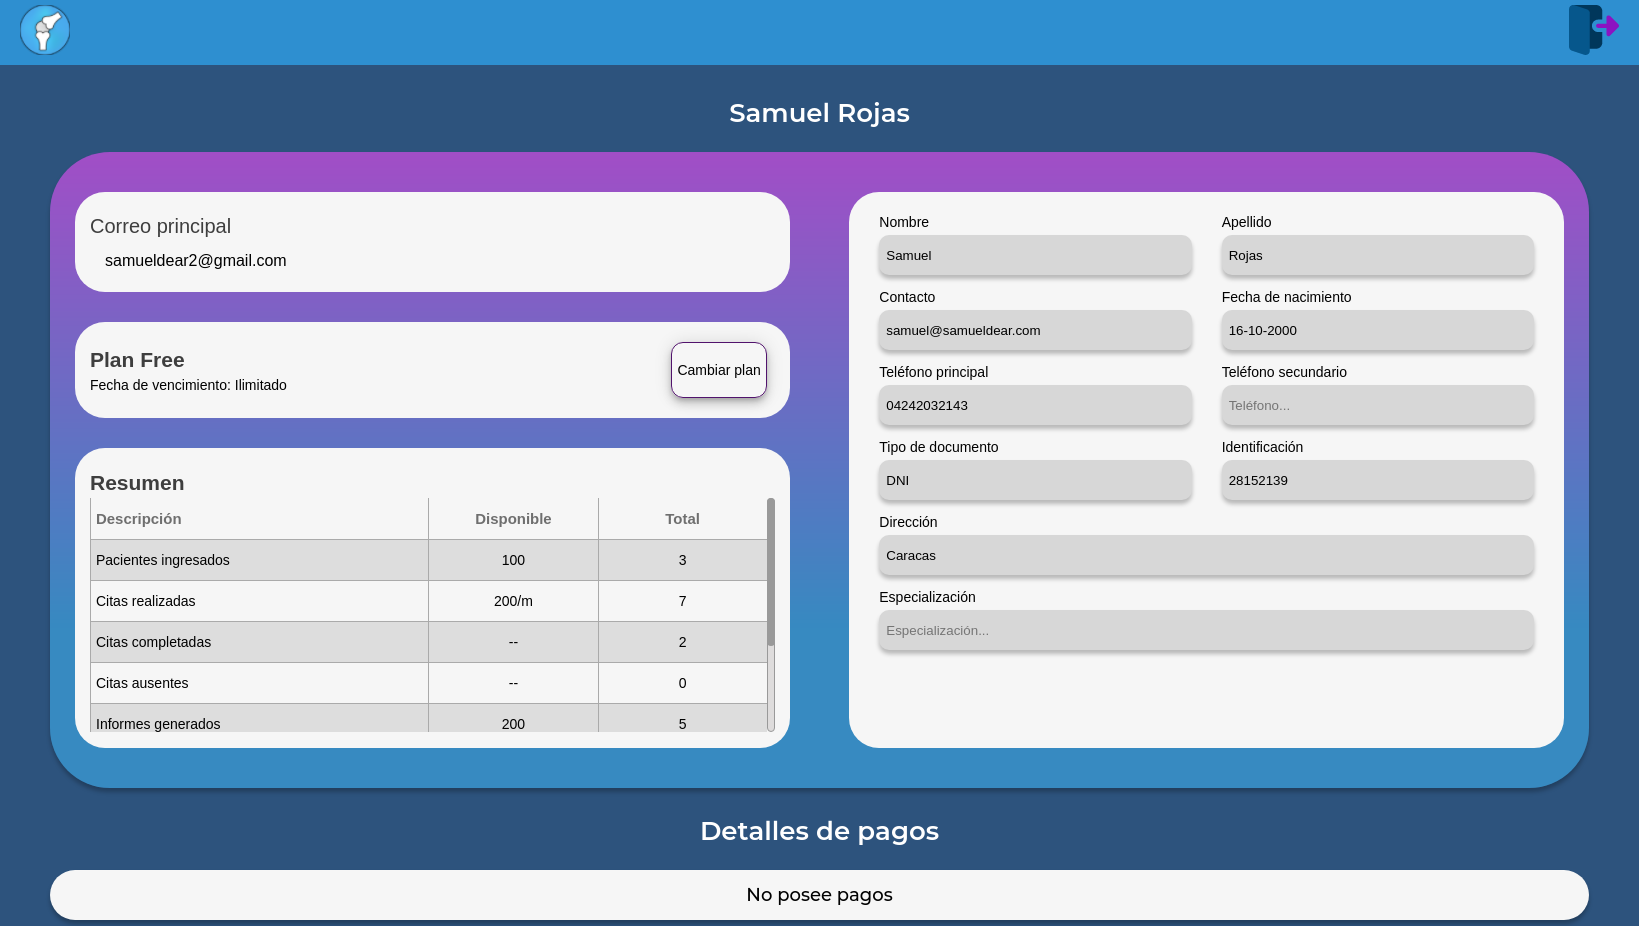 Samuel Rojas
Correo principal
samueldear2@gmail.com
Plan Free
Fecha de vencimiento: Ilimitado
Cambiar plan
Resumen
Descripción Disponible Total
Pacientes ingresados 100 3
Citas realizadas 200/m 7
Citas completadas -- 2
Citas ausentes -- 0
Informes generados 200 5
Nombre Apellido
Samuel Rojas
Contacto Fecha de nacimiento
samuel@samueldear.com 16-10-2000
Teléfono principal Teléfono secundario
04242032143 Teléfono...
Tipo de documento Identificación
DNI 28152139
Dirección
Caracas
Especialización
Especialización...
Detalles de pagos
No posee pagos